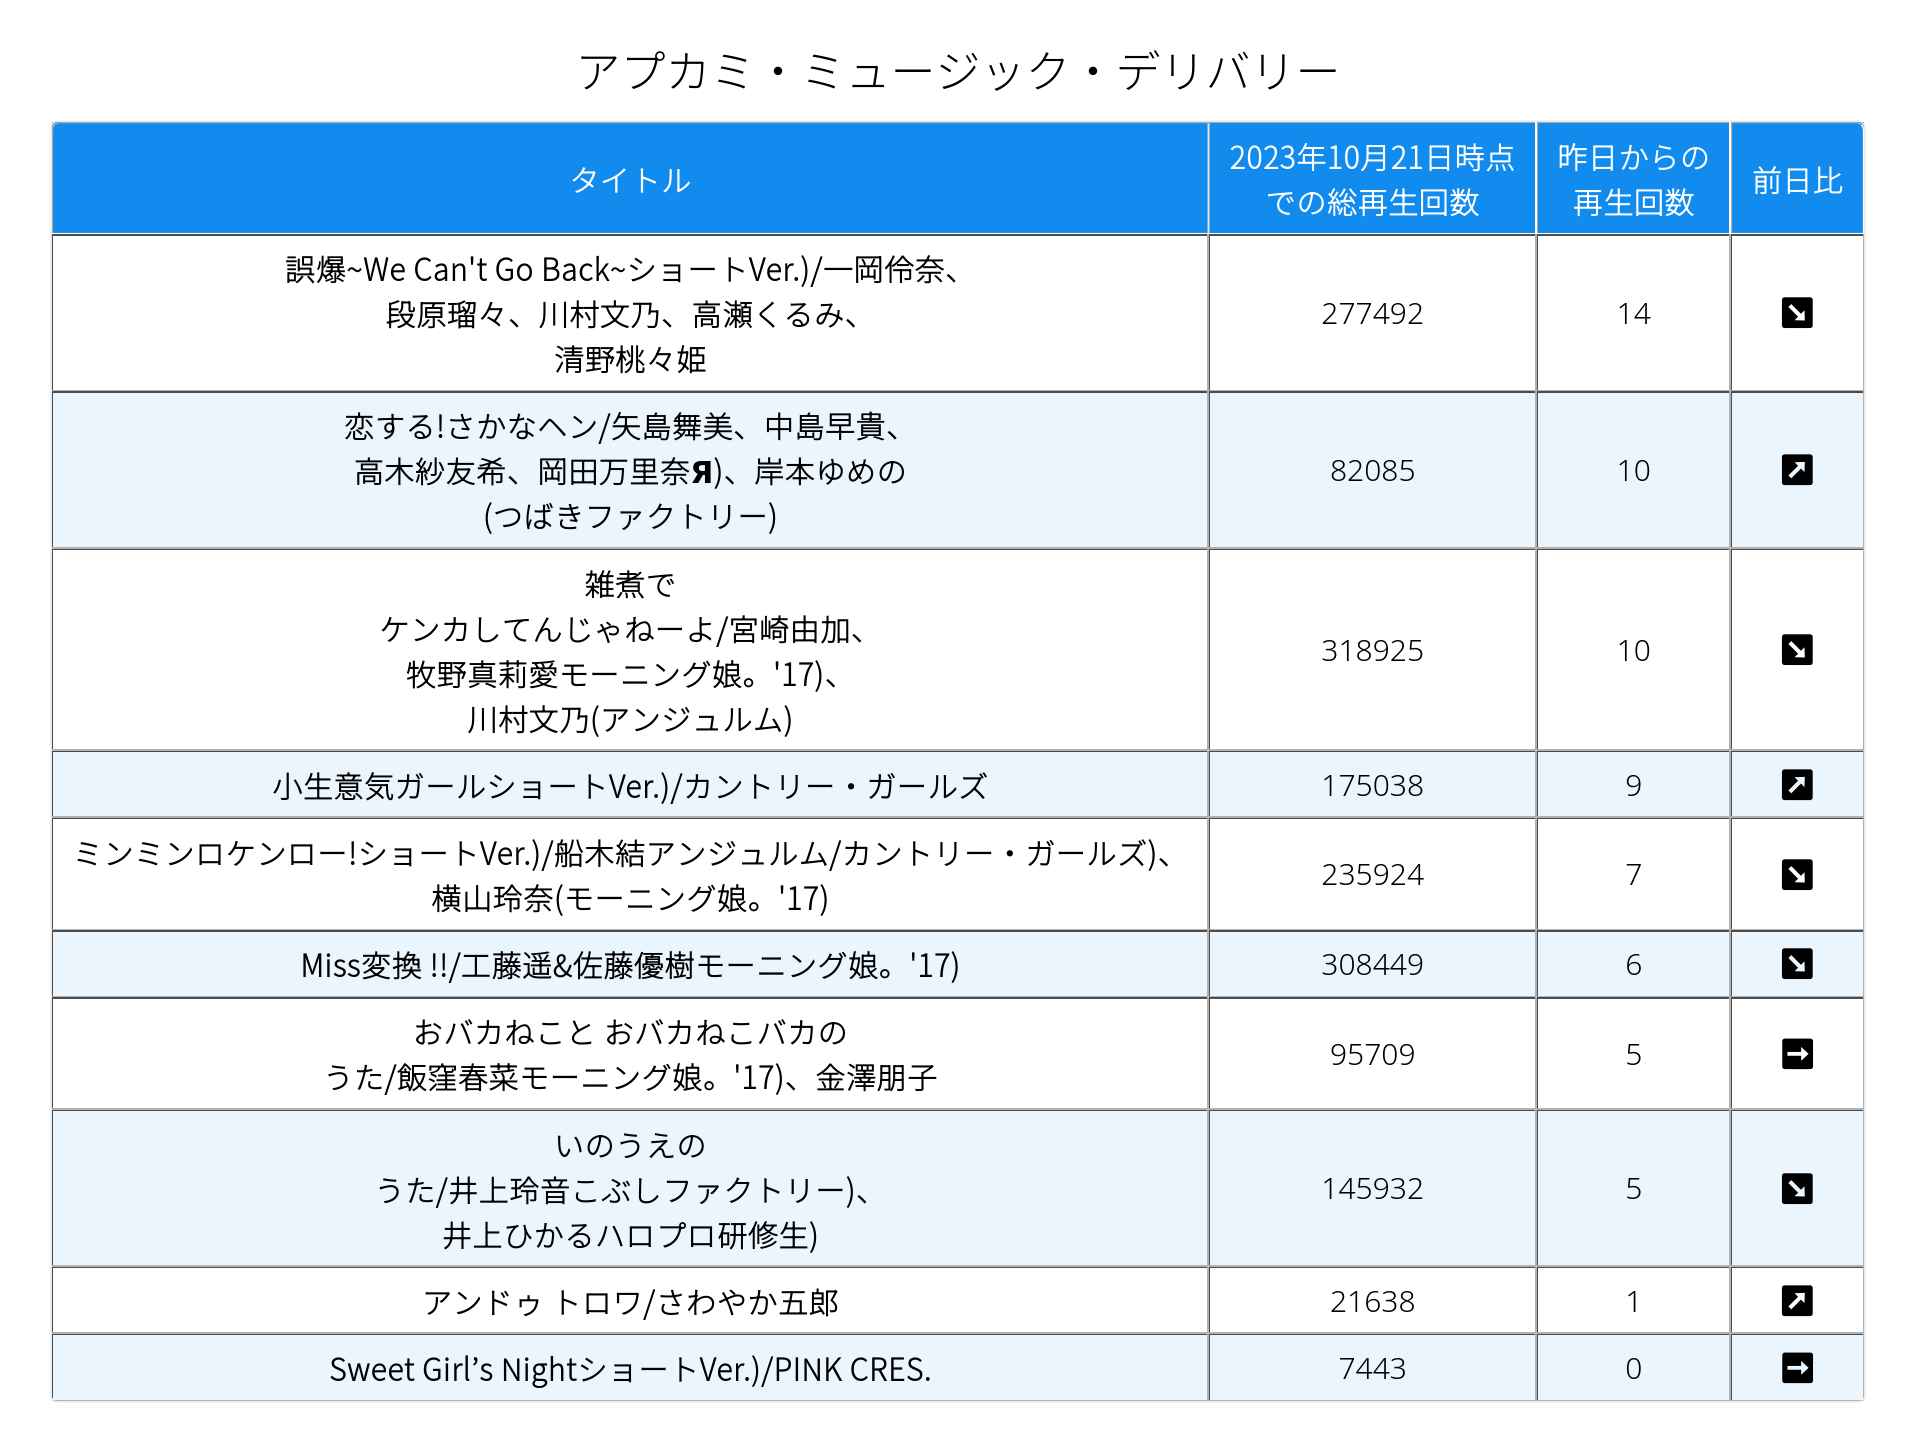 アプカミ・ミュージック・デリバリー
タイトル
2023年10月21日時点
での総再生回数
昨日からの
再生回数
前日比
誤爆~We Can't Go Back~ショートVer.)/一岡伶奈、
段原瑠々、川村文乃、高瀬くるみ、
清野桃々姫
277492
14
恋する!さかなヘン/矢島舞美、中島早貴、
高木紗友希、岡田万里奈Я)、岸本ゆめの
(つばきファクトリー)
82085
10
雑煮で
ケンカしてんじゃねーよ/宮崎由加、
牧野真莉愛モーニング娘。'17)、
川村文乃(アンジュルム)
318925
10
小生意気ガールショートVer.)/カントリー・ガールズ
175038
9
ミンミンロケンロー!ショートVer.)/船木結アンジュルム/カントリー・ガールズ)、
横山玲奈(モーニング娘。'17)
235924
7
Miss変換 !!/工藤遥&佐藤優樹モーニング娘。'17)
308449
6
おバカねこと おバカねこバカの
うた/飯窪春菜モーニング娘。'17)、金澤朋子
95709
5
いのうえの
うた/井上玲音こぶしファクトリー)、
井上ひかるハロプロ研修生)
145932
5
アンドゥ トロワ/さわやか五郎
21638
1
Sweet Girl’s NightショートVer.)/PINK CRES.
7443
0